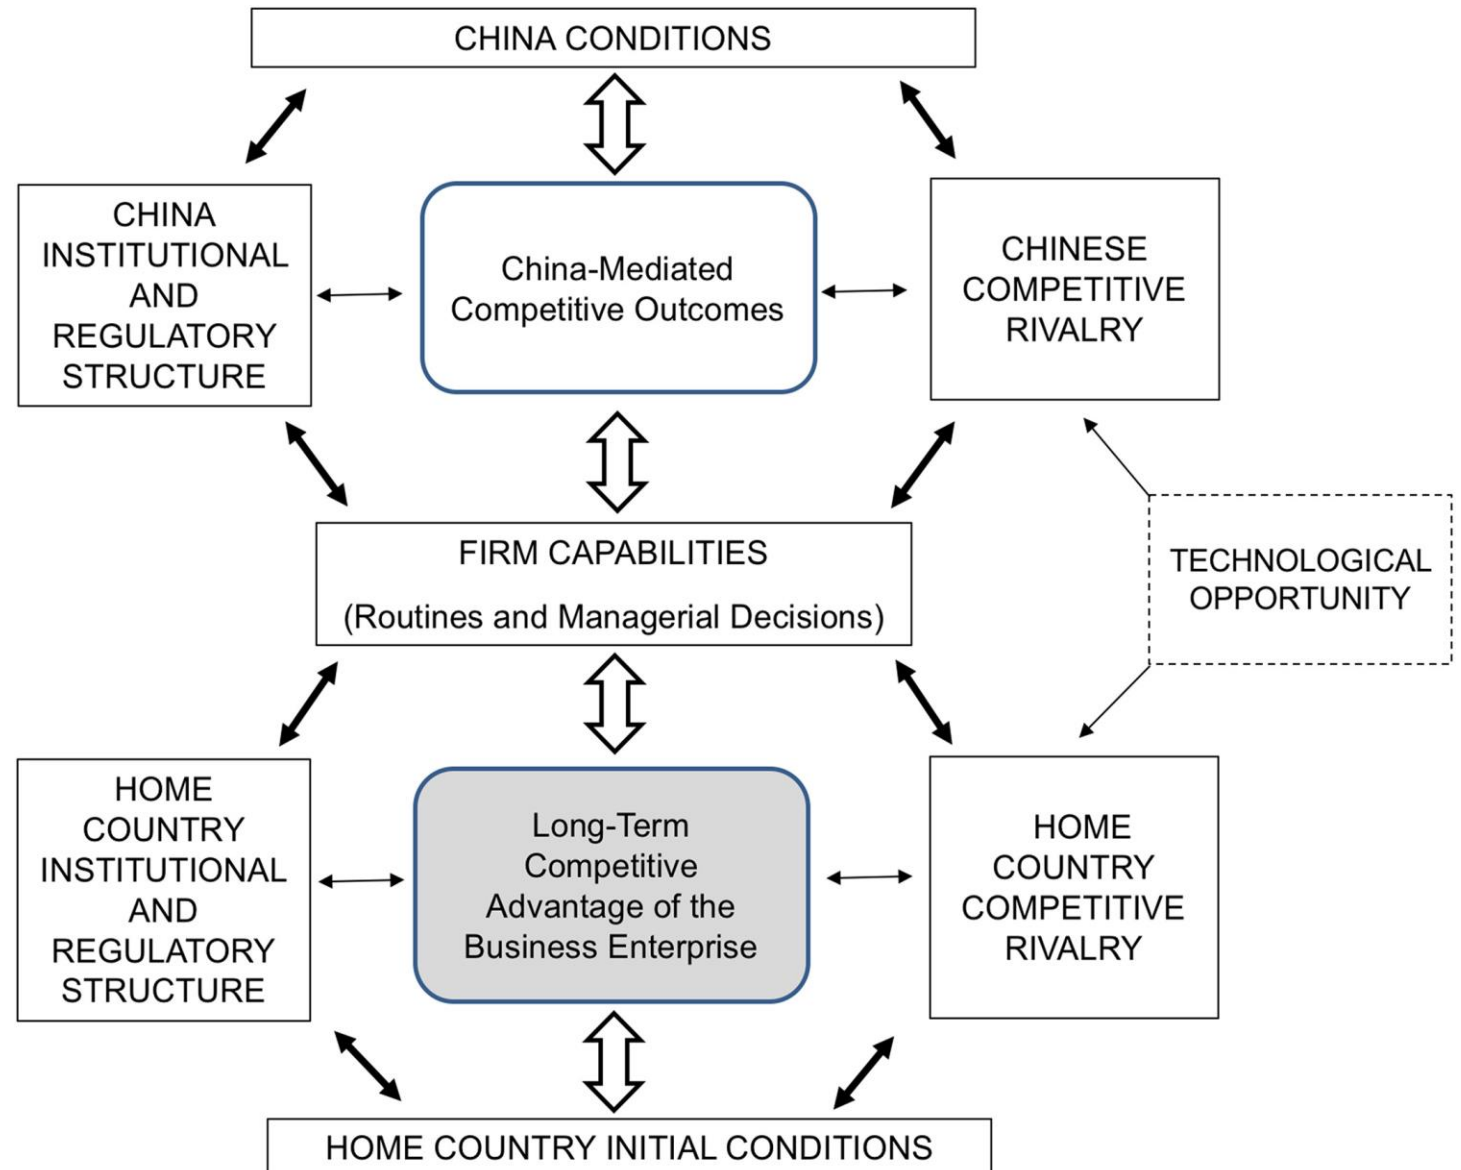 CHINA CONDITIONS
CHINA
INSTITUTIONAL
AND
REGULATORY
STRUCTURE
China-Mediated
Competitive Outcomes
CHINESE
COMPETITIVE
RIVALRY
FIRM CAPABILITIES
(Routines and Managerial Decisions)
TECHNOLOGICAL
OPPORTUNITY
HOME
COUNTRY
INSTITUTIONAL
AND
REGULATORY
STRUCTURE
Long-Term
Competitive
Advantage of the
Business Enterprise
HOME
COUNTRY
COMPETITIVE
RIVALRY
HOME COUNTRY INITIAL CONDITIONS